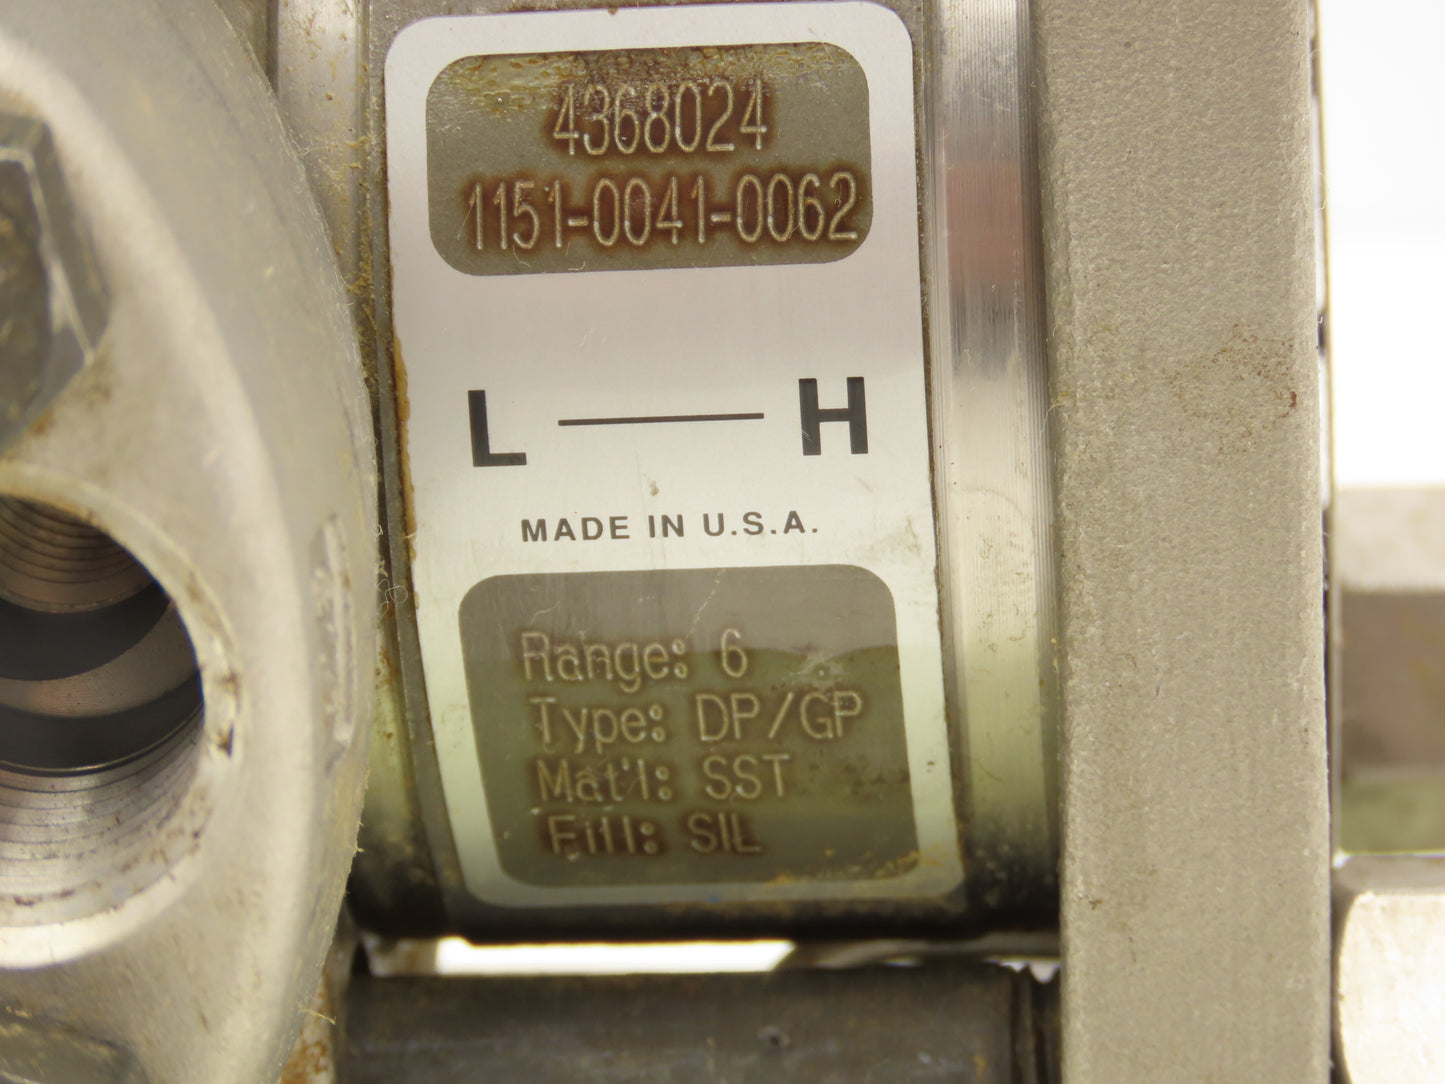 4368024
1151-0041-0062
L — H
MADE IN U.S.A.
Range: 6
Type: DP/GP
Mat'l: SST
Fill: SIL